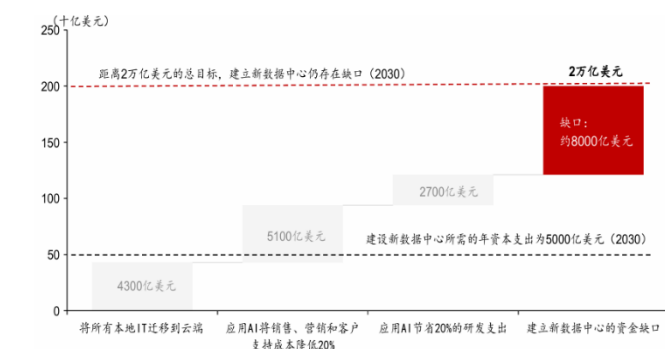 (十亿美元)
250
距离2万亿美元的总目标，建立新数据中心仍存在缺口（2030）
2万亿美元
200
缺口：
约8000亿美元
150
2700亿美元
100
5100亿美元
建设新数据中心所需的年资本支出为5000亿美元（2030）
50
4300亿美元
0
将所有本地IT迁移到云端
应用AI将销售、营销和客户
支持成本降低20%
应用AI节省20%的研发支出
建立新数据中心的资金缺口